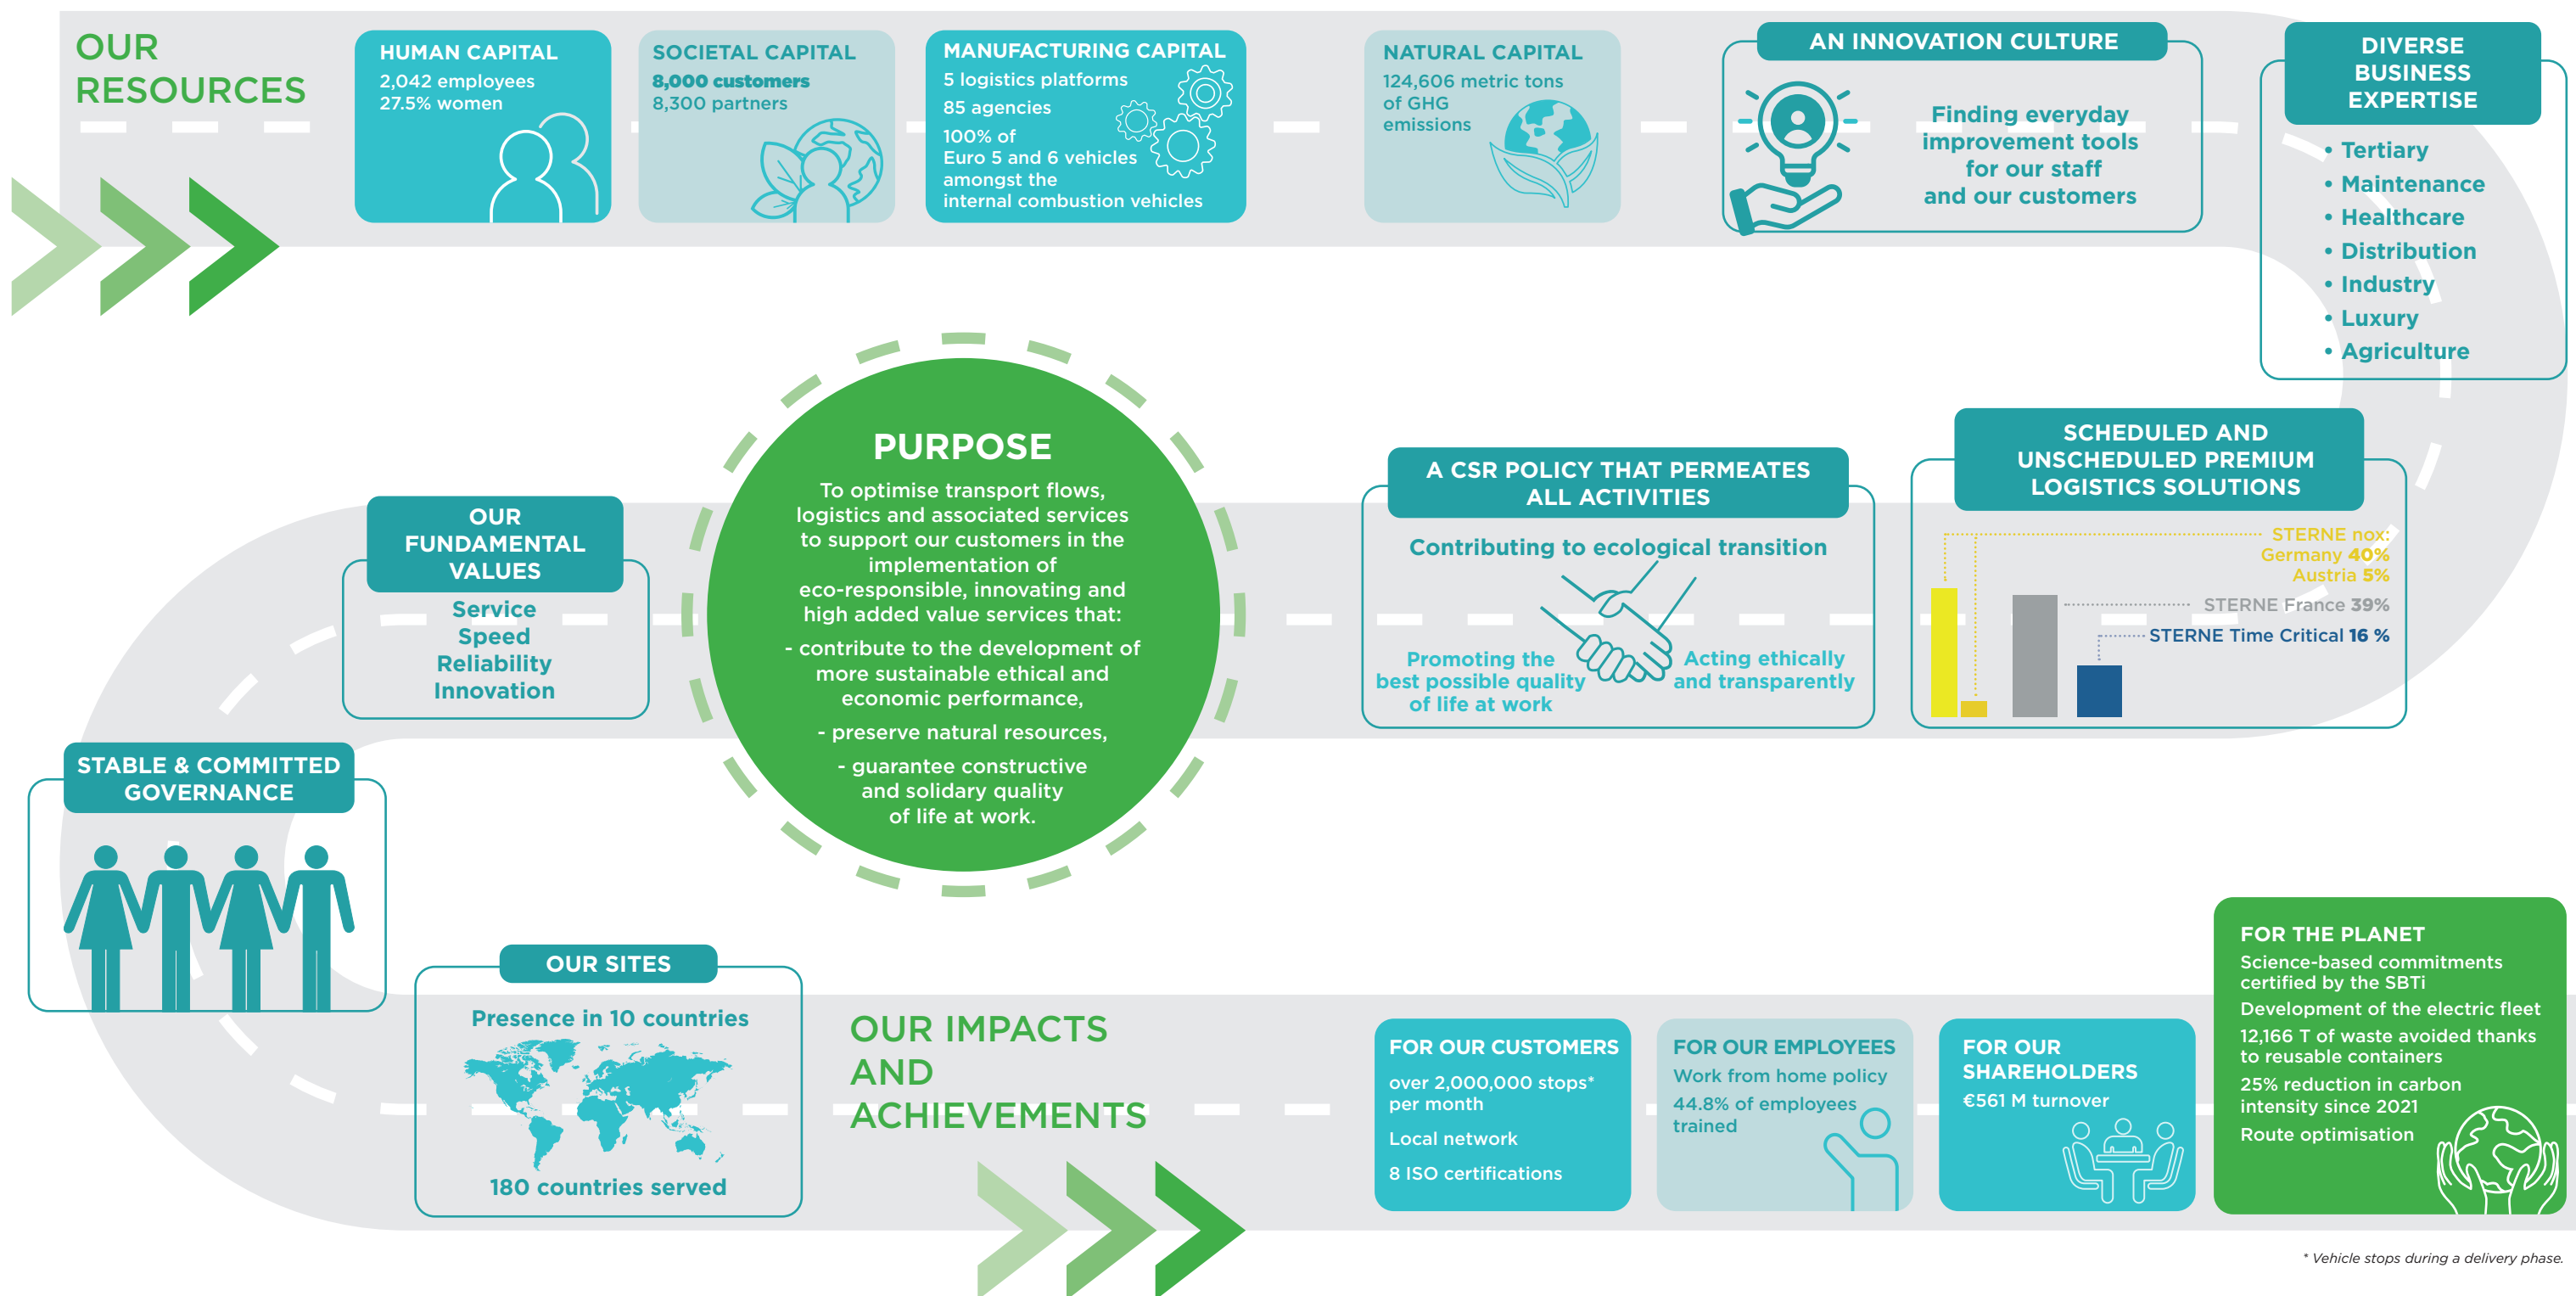 OUR
RESOURCES
HUMAN CAPITAL
2,042 employees
27.5% women
SOCIETAL CAPITAL
8,000 customers
8,300 partners
MANUFACTURING CAPITAL
5 logistics platforms
85 agencies
100% of
Euro 5 and 6 vehicles
amongst the
internal combustion vehicles
NATURAL CAPITAL
124,606 metric tons
of GHG
emissions
AN INNOVATION CULTURE
Finding everyday
improvement tools
for our staff
and our customers
DIVERSE
BUSINESS
EXPERTISE
• Tertiary
• Maintenance
• Healthcare
• Distribution
• Industry
• Luxury
• Agriculture
SCHEDULED AND
UNSCHEDULED PREMIUM
LOGISTICS SOLUTIONS
STERNE nox:
Germany 40%
Austria 5%
STERNE France 39%
STERNE Time Critical 16 %
A CSR POLICY THAT PERMEATES
ALL ACTIVITIES
Contributing to ecological transition
Promoting the
best possible quality
of life at work
Acting ethically
and transparently
PURPOSE
To optimise transport flows,
logistics and associated services
to support our customers in the
implementation of
eco-responsible, innovating and
high added value services that:
- contribute to the development of
more sustainable ethical and
economic performance,
- preserve natural resources,
- guarantee constructive
and solidary quality
of life at work.
OUR
FUNDAMENTAL
VALUES
Service
Speed
Reliability
Innovation
STABLE & COMMITTED
GOVERNANCE
OUR SITES
Presence in 10 countries
180 countries served
OUR IMPACTS
AND
ACHIEVEMENTS
FOR OUR CUSTOMERS
over 2,000,000 stops*
per month
Local network
8 ISO certifications
FOR OUR EMPLOYEES
Work from home policy
44.8% of employees
trained
FOR OUR
SHAREHOLDERS
€561 M turnover
FOR THE PLANET
Science-based commitments
certified by the SBTi
Development of the electric fleet
12,166 T of waste avoided thanks
to reusable containers
25% reduction in carbon
intensity since 2021
Route optimisation
* Vehicle stops during a delivery phase.